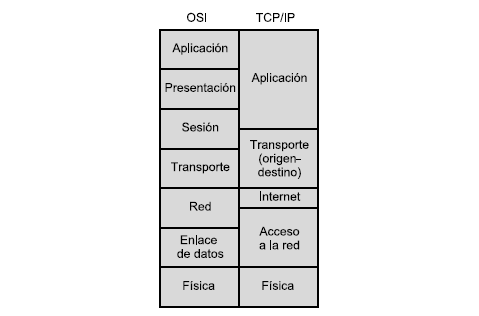 OSI
TCP/IP
Aplicación
Presentación
Sesión
Transporte
Red
Enlace
de datos
Física
Aplicación
Transporte
(origen–
destino)
Internet
Acceso
a la red
Física